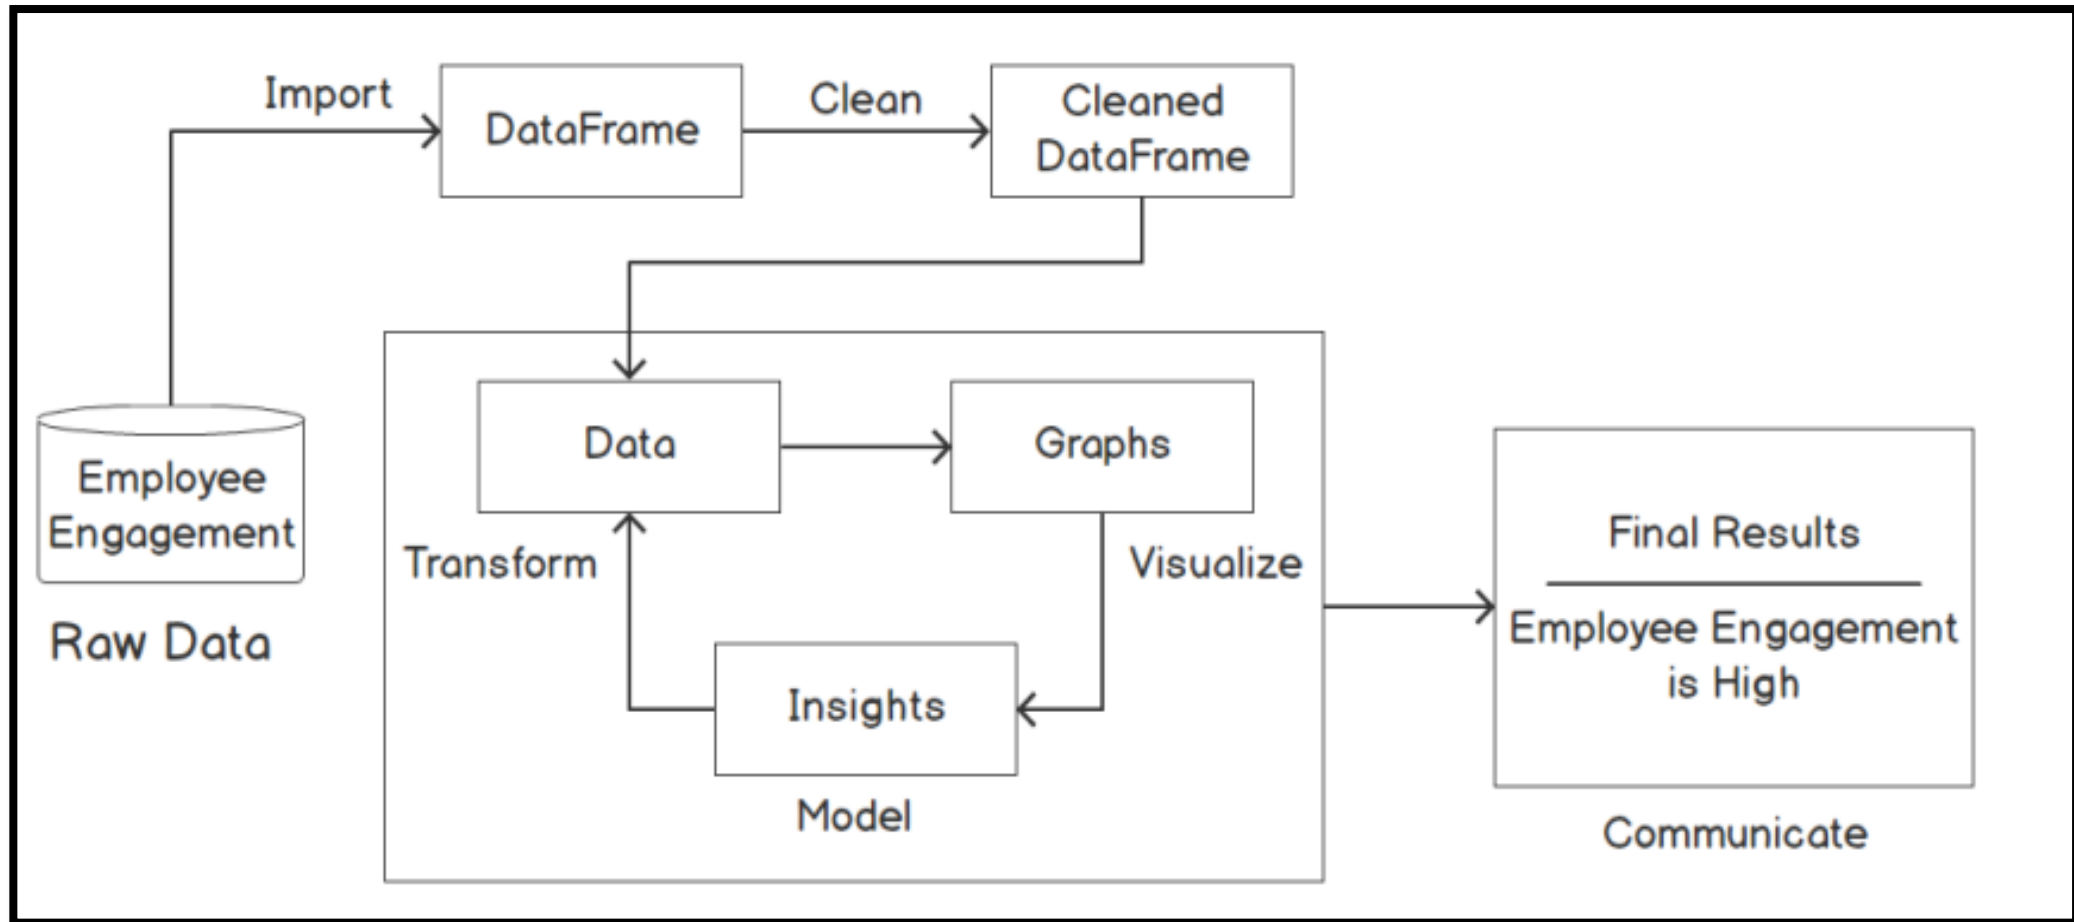 Import
DataFrame
Clean
Cleaned
DataFrame
Employee
Engagement
Raw Data
Data
Graphs
Transform
Visualize
Insights
Model
Final Results
Employee Engagement
is High
Communicate